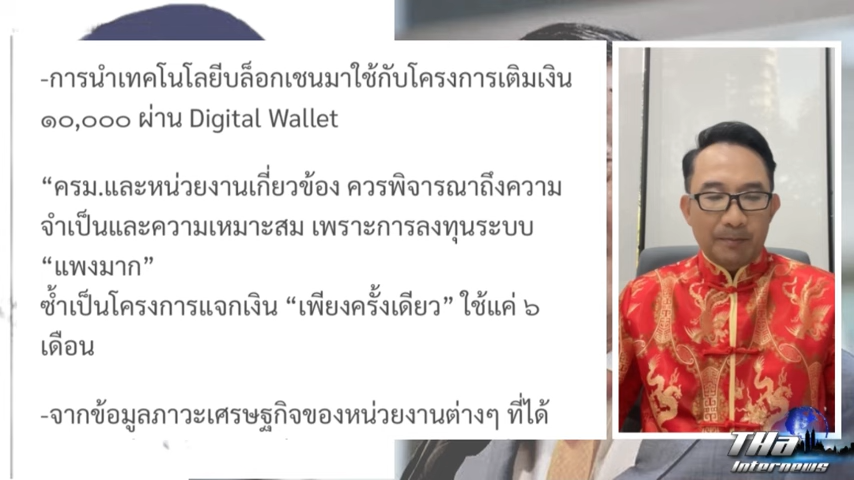 -การนำเทคโนโลยีบล็อกเชนมาใช้กับโครงการเติมเงิน
๑๐,๐๐๐ ผ่าน Digital Wallet
“ครม.และหน่วยงานเกี่ยวข้อง ควรพิจารณาถึงความ
จำเป็นและความเหมาะสม เพราะการลงทุนระบบ
“แพงมาก”
ซ้ำเป็นโครงการแจกเงิน “เพียงครั้งเดียว” ใช้แค่ ๖
เดือน
-จากข้อมูลภาวะเศรษฐกิจของหน่วยงานต่างๆ ที่ได้
THai
Internews